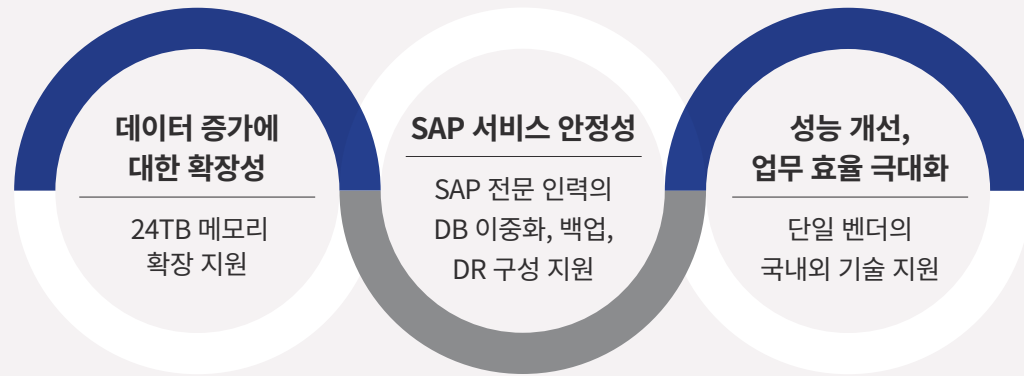 데이터 증가에
대한 확장성
24TB 메모리
확장 지원
SAP 서비스 안정성
SAP 전문 인력의
DB 이중화, 백업,
DR 구성 지원
성능 개선,
업무 효율 극대화
단일 벤더의
국내외 기술 지원